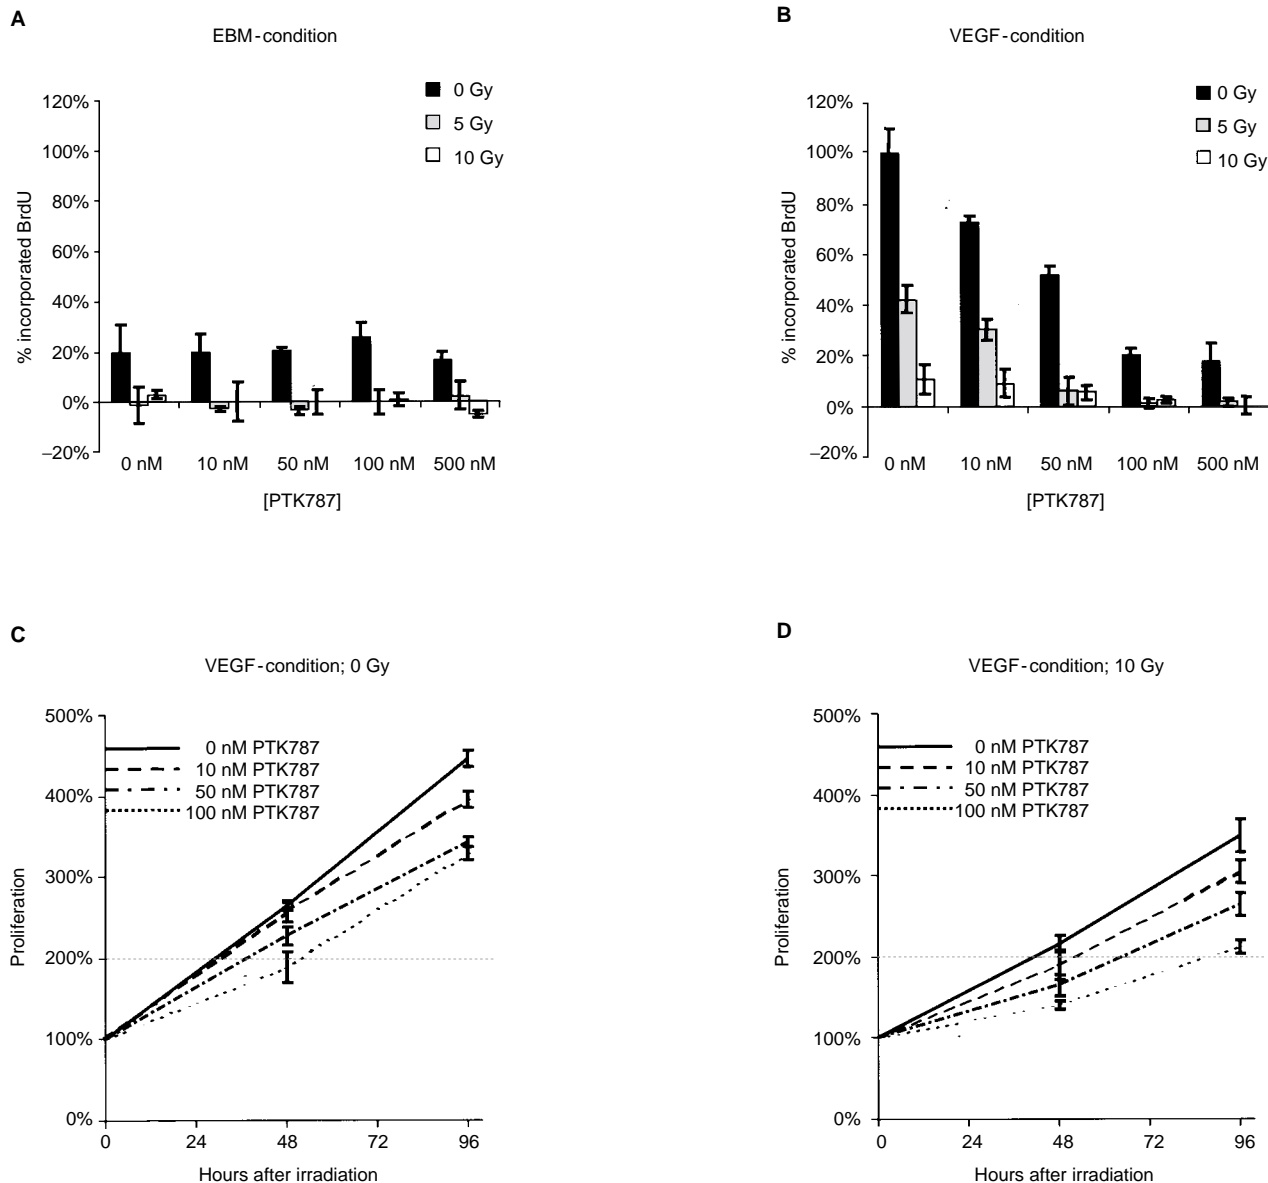 A
EBM-condition
0 Gy
5 Gy
10 Gy
120%
100%
80%
60%
40%
20%
0%
–20%
% incorporated BrdU
0 nM 10 nM 50 nM 100 nM 500 nM
[PTK787]
B
VEGF-condition
0 Gy
5 Gy
10 Gy
120%
100%
80%
60%
40%
20%
0%
–20%
% incorporated BrdU
0 nM 10 nM 50 nM 100 nM 500 nM
[PTK787]
C
VEGF-condition; 0 Gy
500%
400%
300%
200%
100%
0%
Proliferation
0 nM PTK787
10 nM PTK787
50 nM PTK787
100 nM PTK787
0 24 48 72 96
Hours after irradiation
D
VEGF-condition; 10 Gy
500%
400%
300%
200%
100%
0%
Proliferation
0 nM PTK787
10 nM PTK787
50 nM PTK787
100 nM PTK787
0 24 48 72 96
Hours after irradiation